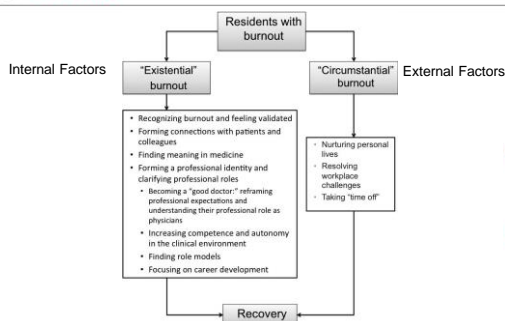 Residents with
burnout
Internal Factors
"Existential"
burnout
"Circumstantial"
burnout
External Factors
• Recognizing burnout and feeling validated
• Forming connections with patients and
colleagues
• Finding meaning in medicine
• Forming a professional identity and
clarifying professional roles
• Becoming a "good doctor:" reframing
professional expectations and
understanding their professional role as
physicians
• Increasing competence and autonomy
in the clinical environment
• Finding role models
• Focusing on career development
• Nurturing personal
lives
• Resolving
workplace
challenges
• Taking "time off"
Recovery